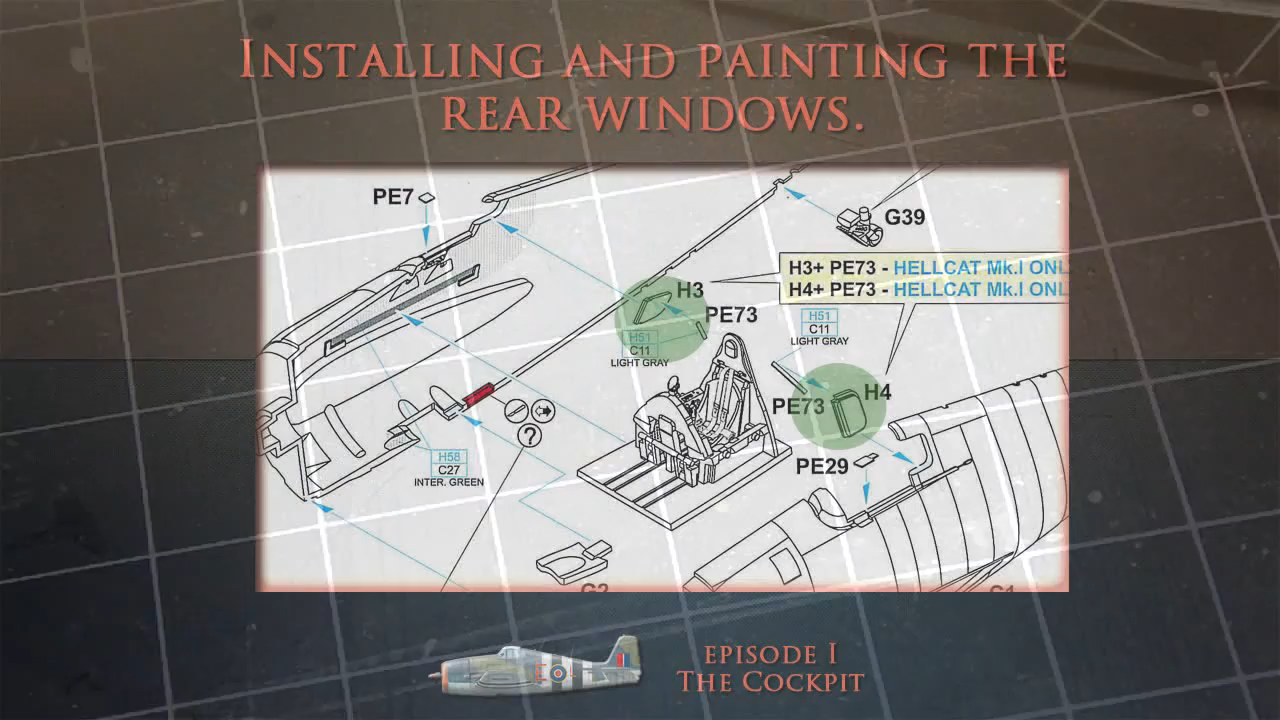 Installing and painting the
rear windows.
PE7
G39
H3+ PE73 - HELLCAT Mk.I ONL
H4+ PE73 - HELLCAT Mk.I ONL
H3
PE73
H51
C11
LIGHT GRAY
H51
C11
LIGHT GRAY
H4
PE73
PE29
H58
C27
INTER. GREEN
?
G2
C1
E
episode I
The Cockpit